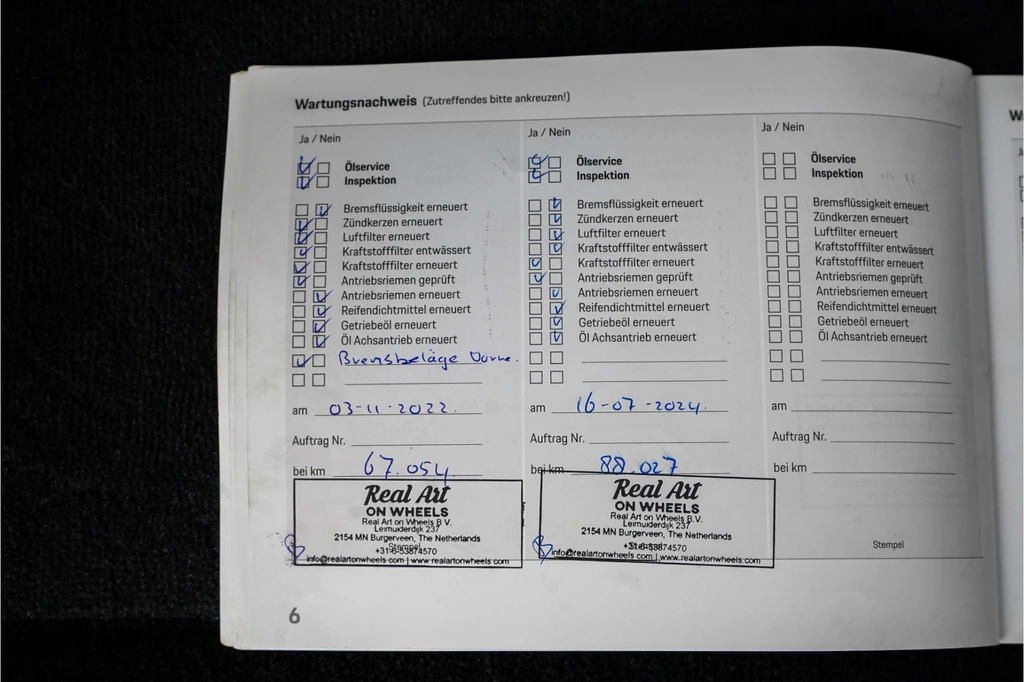 Wartungsnachweis (Zutreffendes bitte ankreuzen!)
Ja / Nein
Ölservice
Inspektion
Bremsflüssigkeit erneuert
Zündkerzen erneuert
Luftfilter erneuert
Kraftstofffilter entwässert
Kraftstofffilter erneuert
Antriebsriemen geprüft
Antriebsriemen erneuert
Reifendichtmittel erneuert
Getriebeöl erneuert
Öl Achsantrieb erneuert
Bremsbeläge Vorne.
am 03-11-2022.
Auftrag Nr.
bei km 67.054
Real Art
ON WHEELS
Real Art on Wheels B.V.
Leimuiderdijk 237
2154 MN Burgerveen, The Netherlands
Stempel
+31-6-53874570
info@realartonwheels.com | www.realartonwheels.com
Ja / Nein
Ölservice
Inspektion
Bremsflüssigkeit erneuert
Zündkerzen erneuert
Luftfilter erneuert
Kraftstofffilter entwässert
Kraftstofffilter erneuert
Antriebsriemen geprüft
Antriebsriemen erneuert
Reifendichtmittel erneuert
Getriebeöl erneuert
Öl Achsantrieb erneuert
am 16-07-2024.
Auftrag Nr.
bei km 88.027
Real Art
ON WHEELS
Real Art on Wheels B.V.
Leimuiderdijk 237
2154 MN Burgerveen, The Netherlands
+31-6-53874570
info@realartonwheels.com | www.realartonwheels.com
Ja / Nein
Ölservice
Inspektion
Bremsflüssigkeit erneuert
Zündkerzen erneuert
Luftfilter erneuert
Kraftstofffilter entwässert
Kraftstofffilter erneuert
Antriebsriemen geprüft
Antriebsriemen erneuert
Reifendichtmittel erneuert
Getriebeöl erneuert
Öl Achsantrieb erneuert
am
Auftrag Nr.
bei km
Stempel
6